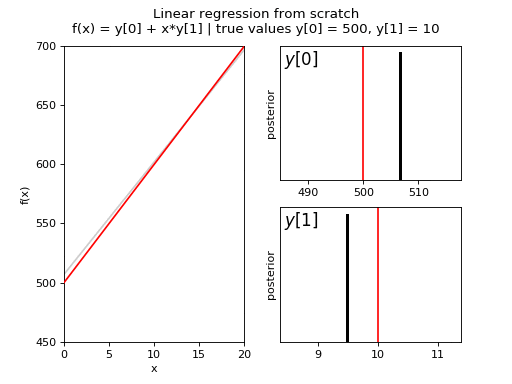 Linear regression from scratch
f(x) = y[0] + x*y[1] | true values y[0] = 500, y[1] = 10
700
650
600
550
500
450
f(x)
0 5 10 15 20
x
y[0]
posterior
490 500 510
y[1]
posterior
9 10 11